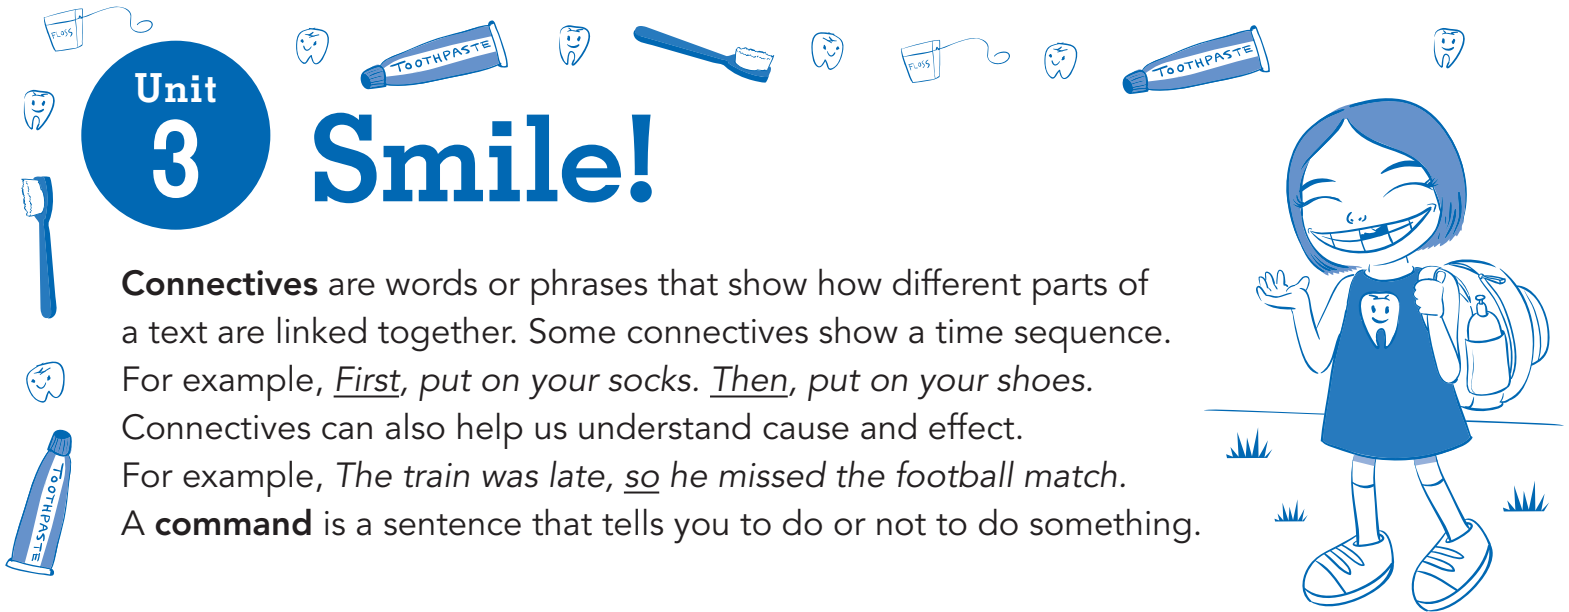 FLOSS
TOOTHPASTE
FLOSS
TOOTHPASTE
Unit
3
Smile!
Connectives are words or phrases that show how different parts of
a text are linked together. Some connectives show a time sequence.
For example, First, put on your socks. Then, put on your shoes.
Connectives can also help us understand cause and effect.
For example, The train was late, so he missed the football match.
A command is a sentence that tells you to do or not to do something.
TOOTHPASTE